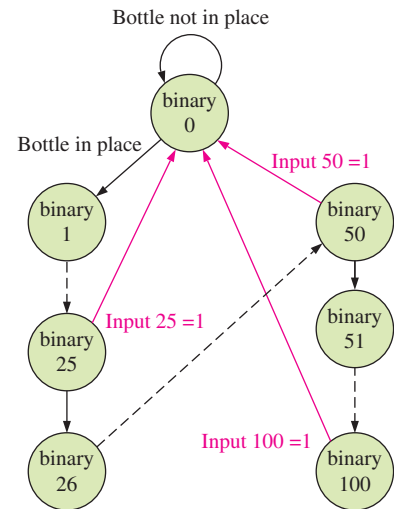 Bottle not in place
binary
0
Bottle in place
Input 50 =1
binary
1
binary
50
Input 25 =1
binary
25
binary
51
Input 100 =1
binary
26
binary
100